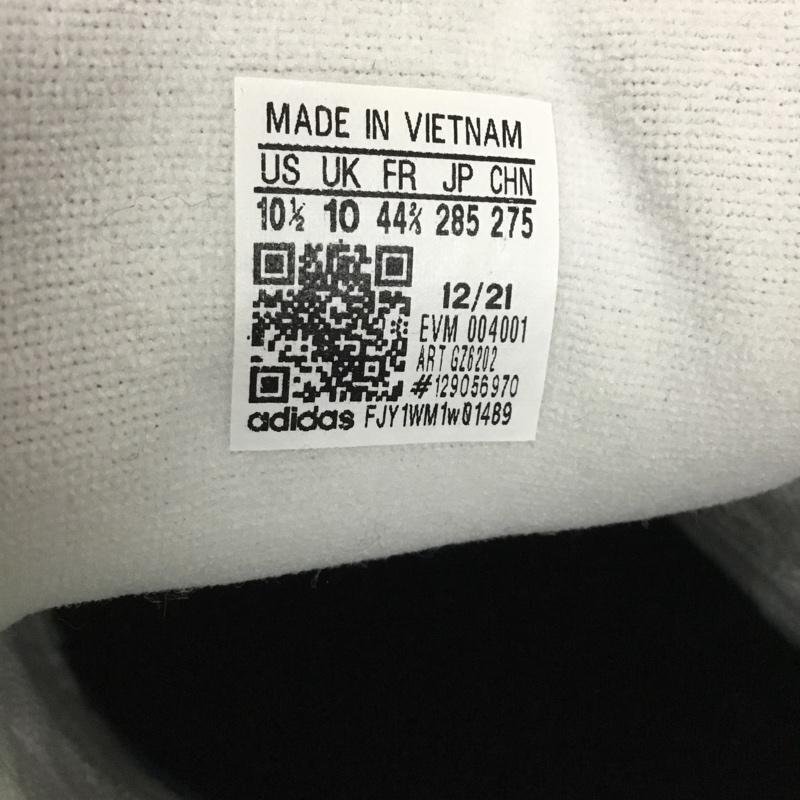 MADE IN VIETNAM
US UK FR JP CHN
10½ 10 44⅔ 285 275
12/21
EVM 004001
ART GZ6202
#129056970
adidas FJY1WM1w01489